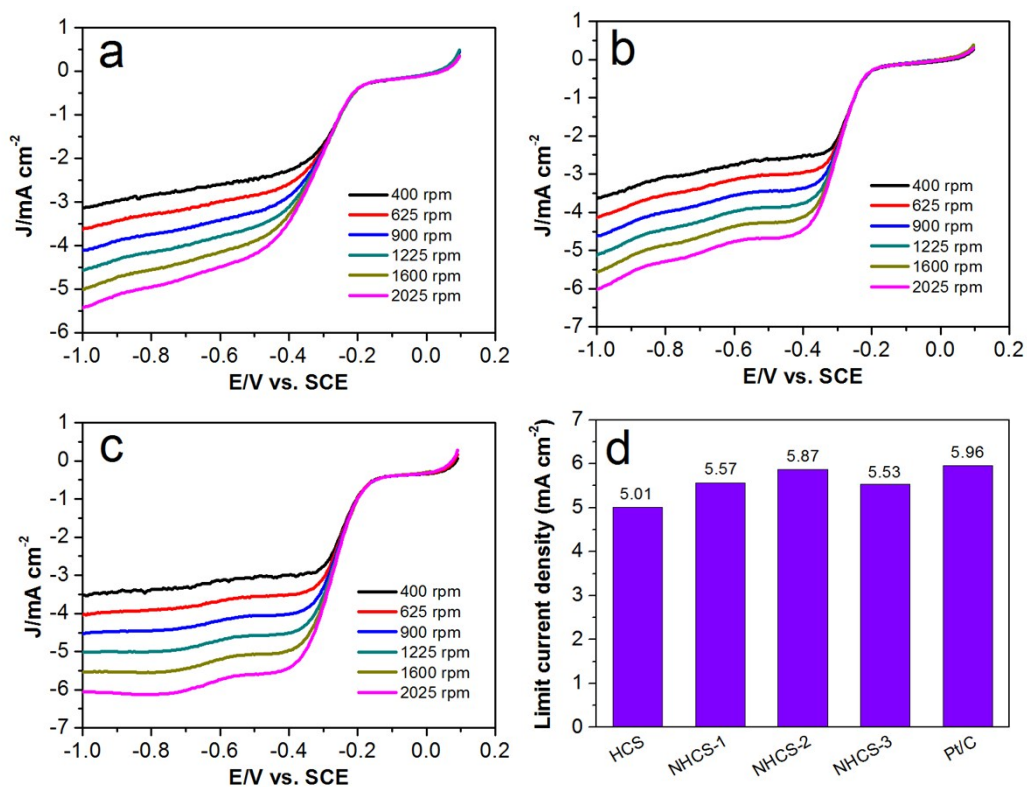 a
J/mA cm-2
1
0
-1
-2
-3
-4
-5
-6
400 rpm
625 rpm
900 rpm
1225 rpm
1600 rpm
2025 rpm
-1.0 -0.8 -0.6 -0.4 -0.2 0.0 0.2
E/V vs. SCE
b
J/mA cm-2
1
0
-1
-2
-3
-4
-5
-6
-7
400 rpm
625 rpm
900 rpm
1225 rpm
1600 rpm
2025 rpm
-1.0 -0.8 -0.6 -0.4 -0.2 0.0 0.2
E/V vs. SCE
c
J/mA cm-2
1
0
-1
-2
-3
-4
-5
-6
-7
400 rpm
625 rpm
900 rpm
1225 rpm
1600 rpm
2025 rpm
-1.0 -0.8 -0.6 -0.4 -0.2 0.0 0.2
E/V vs. SCE
d
Limit current density (mA cm-2)
7
6
5
4
3
2
1
0
5.01 5.57 5.87 5.53 5.96
HCS NHCS-1 NHCS-2 NHCS-3 Pt/C